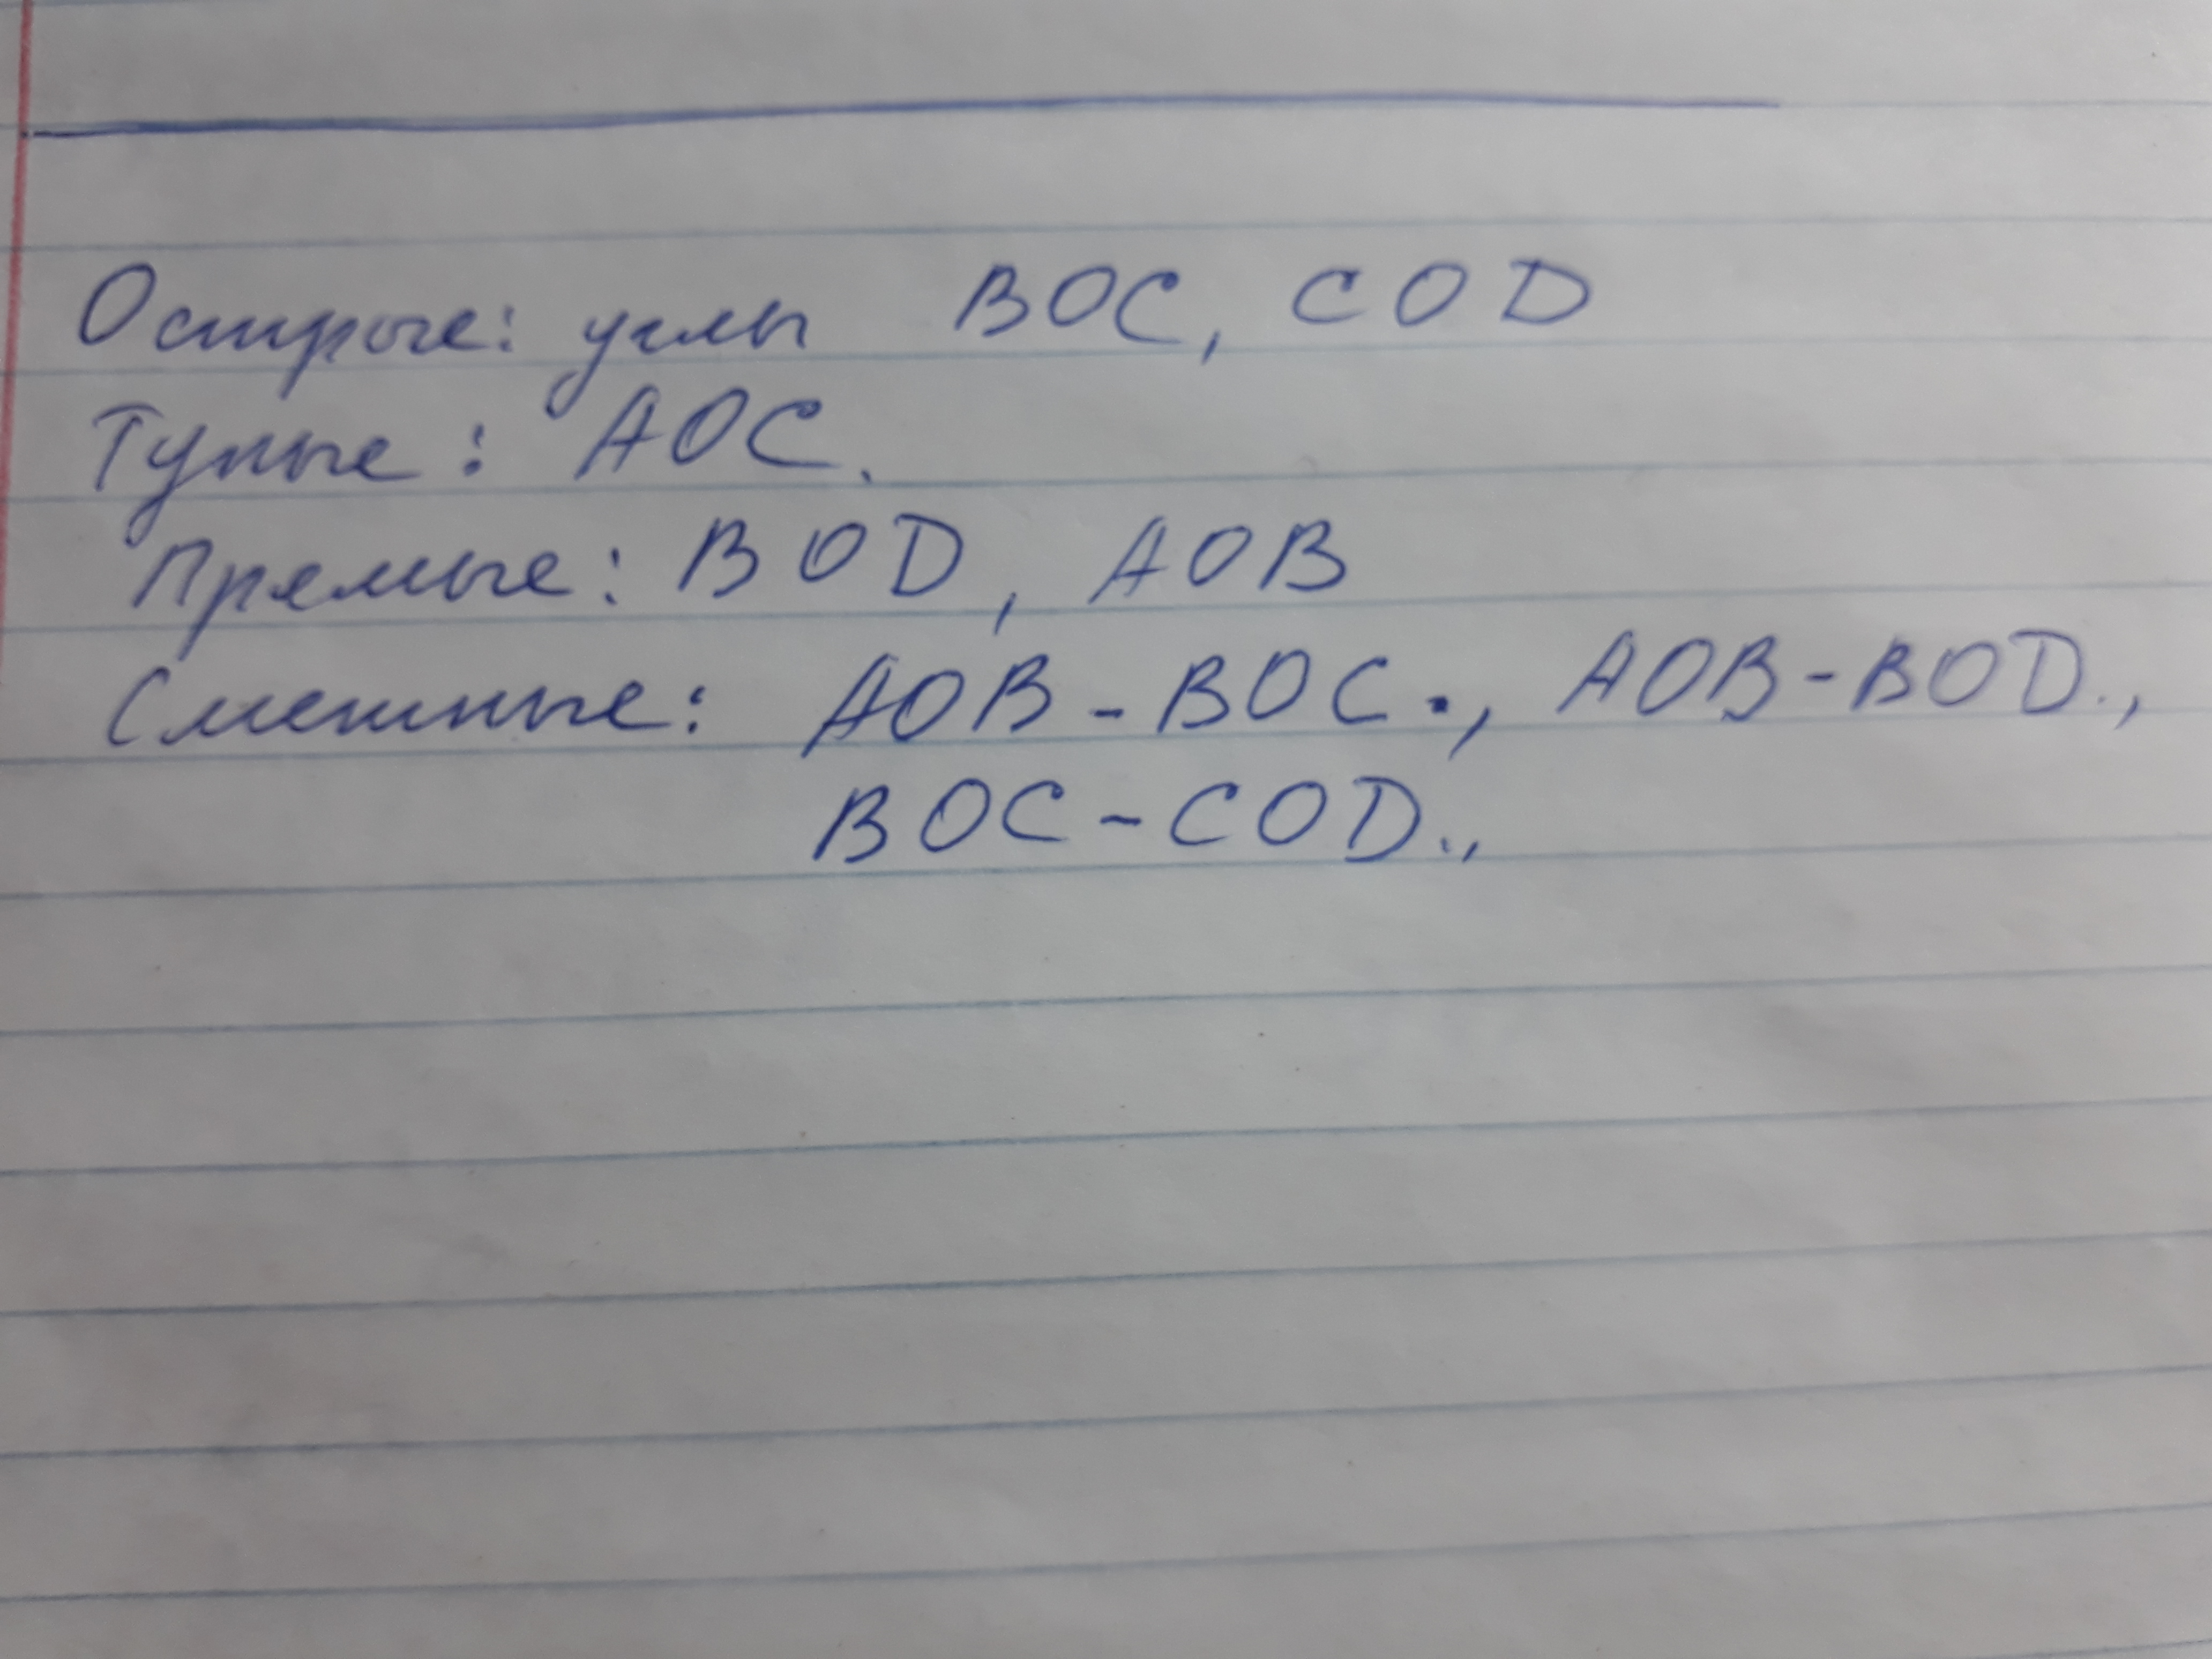 Острые: углы BOC, COD
Тупые: AOC.
Прямые: BOD, AOB
Смежные: AOB - BOC., AOB - BOD.,
BOC - COD.,